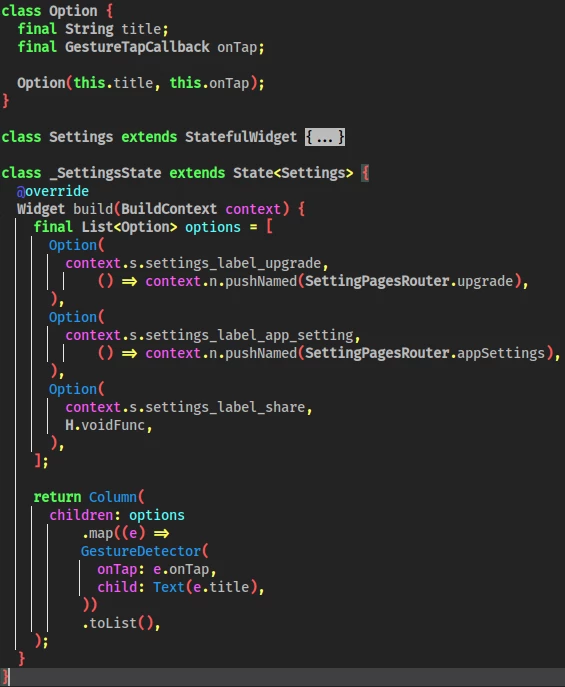 class Option {
  final String title;
  final GestureTapCallback onTap;

  Option(this.title, this.onTap);
}

class Settings extends StatefulWidget {...}

class _SettingsState extends State<Settings> {
  @override
  Widget build(BuildContext context) {
    final List<Option> options = [
      Option(
        context.s.settings_label_upgrade,
            () => context.n.pushNamed(SettingPagesRouter.upgrade),
      ),
      Option(
        context.s.settings_label_app_setting,
            () => context.n.pushNamed(SettingPagesRouter.appSettings),
      ),
      Option(
        context.s.settings_label_share,
        H.voidFunc,
      ),
    ];

    return Column(
      children: options
          .map((e) =>
          GestureDetector(
            onTap: e.onTap,
            child: Text(e.title),
          ))
          .toList(),
    );
  }
}